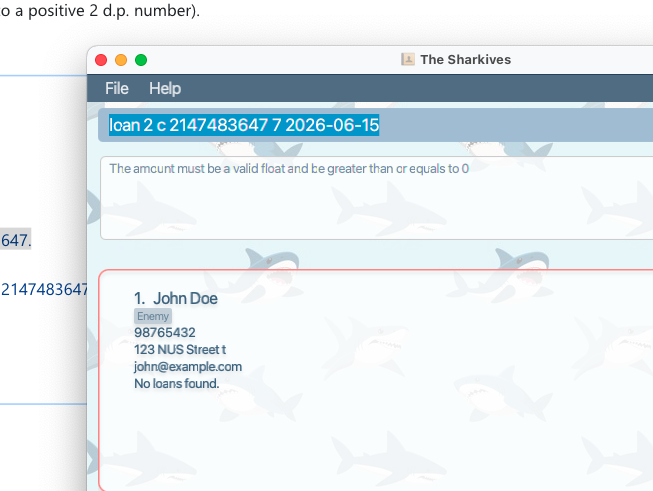 to a positive 2 d.p. number).
The Sharkives
File Help
loan 2 c 2147483647 7 2026-06-15
The amount must be a valid float and be greater than or equals to 0
647.
2147483647
1. John Doe
Enemy
98765432
123 NUS Street t
john@example.com
No loans found.